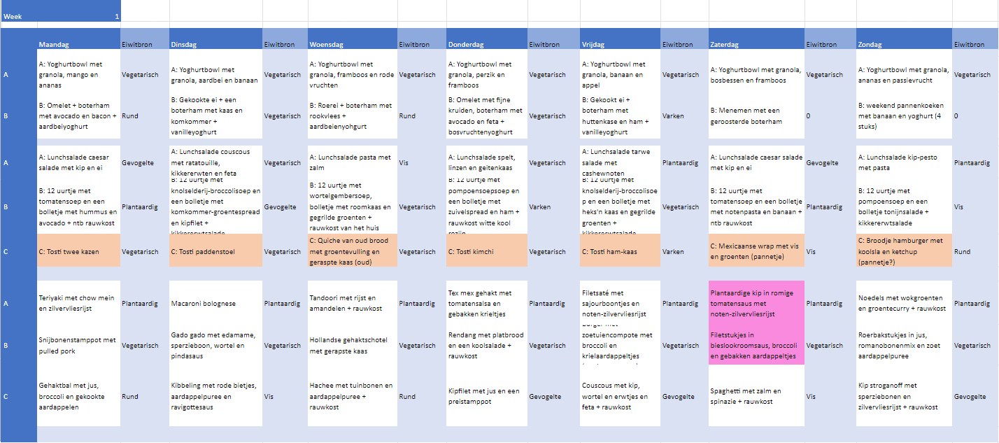 Week 1
Maandag Eiwitbron Dinsdag Eiwitbron Woensdag Eiwitbron Donderdag Eiwitbron Vrijdag Eiwitbron Zaterdag Eiwitbron Zondag Eiwitbron
A
A: Yoghurtbowl met
granola, mango en
ananas
Vegetarisch
A: Yoghurtbowl met
granola, aardbei en banaan
Vegetarisch
A: Yoghurtbowl met
granola, framboos en rode
vruchten
Vegetarisch
A: Yoghurtbowl met
granola, perzik en
framboos
Vegetarisch
A: Yoghurtbowl met
granola, banaan en
appel
Vegetarisch
A: Yoghurtbowl met granola,
bosbessen en framboos
Vegetarisch
A: Yoghurtbowl met granola,
ananas en passievrucht
Vegetarisch
B
B: Omelet + boterham
met avocado en bacon +
aardbeiyoghurt
Rund
B: Gekookte ei + een
boterham met kaas en
komkommer +
vanilleyoghurt
Vegetarisch
B: Roerei + boterham met
rookvlees +
aardbeienyohgurt
Rund
B: Omelet met fijne
kruiden, boterham met
avocado en feta +
bosvruchtenyoghurt
Vegetarisch
B: Gekookt ei +
boterham met
huttenkase en ham +
vanilleyoghurt
Varken
B: Menemen met een
geroosterde boterham
0
B: weekend pannenkoeken
met banaan en yoghurt (4
stuks)
0
A
A: Lunchsalade caesar
salade met kip en ei
Gevogelte
A: Lunchsalade couscous
met ratatouille,
kikkererwten en feta
Vegetarisch
A: Lunchsalade pasta met
zalm
Vis
A: Lunchsalade spelt,
linzen en geitenkaas
Vegetarisch
A: Lunchsalade tarwe
salade met
cashewnoten
Plantaardig
A: Lunchsalade caesar salade
met kip en ei
Gevogelte
A: Lunchsalade kip-pesto
met pasta
Plantaardig
B
B: 12 uurtje met
tomatensoep en een
bolletje met hummus en
avocado + ntb rauwkost
Plantaardig
B: 12 uurtje met
knolselderij-broccolisoep en
een bolletje met
komkommer-groentespread
en kipfilet +
kikkererwtsalade
Gevogelte
B: 12 uurtje met
wortelgembersoep,
bolletje met roomkaas en
gegrilde groenten +
rauwkost van het huis
Vegetarisch
B: 12 uurtje met
pompoensoepsoep en
een bolletje met
zuivelspread en ham +
rauwkost witte kool
rozijn
Varken
B: 12 uurtje met
knolselderij-broccolisoe
p en een bolletje met
heks'n kaas en gegrilde
groenten +
kikkererwtsalade
Vegetarisch
B: 12 uurtje met
tomatensoep en een bolletje
met notenpasta en banaan +
ntb rauwkost
Plantaardig
B: 12 uurtje met
pompoensoep en een
bolletje tonijnsalade +
kikkererwtsalade
Vis
C
C: Tosti twee kazen
Vegetarisch
C: Tosti paddenstoel
Vegetarisch
C: Quiche van oud brood
met groentevulling en
geraspte kaas (oud)
Vegetarisch
C: Tosti kimchi
Vegetarisch
C: Tosti ham-kaas
Varken
C: Mexicaanse wrap met vis
en groenten (pannetje)
Vis
C: Broodje hamburger met
koolsla en ketchup
(pannetje?)
Rund
A
Teriyaki met chow mein
en zilvervliesrijst
Plantaardig
Macaroni bolognese
Plantaardig
Tandoori met rijst en
amandelen + rauwkost
Plantaardig
Tex mex gehakt met
tomatensalsa en
gebakken krieltjes
Plantaardig
Filetsaté met
sajourboontjes en
noten-zilvervliesrijst
Plantaardig
Plantaardige kip in romige
tomatensaus met
noten-zilvervliesrijst
Plantaardig
Noedels met wokgroenten
en groentecurry + rauwkost
Plantaardig
B
Snijbonenstamppot met
pulled pork
Vegetarisch
Gado gado met edamame,
sperzieboon, wortel en
pindasaus
Vegetarisch
Hollandse gehaktschotel
met gerapste kaas
Vegetarisch
Rendang met platbrood
en een koolsalade +
rauwkost
Vegetarisch
Burger met
zoetuiencompote met
broccoli en
krielaardappeltjes
Vegetarisch
Filetstukjes in
bieslookroomsaus, broccoli
en gebakken aardappeltjes
Vegetarisch
Roerbakstukjes in jus,
romanobonenmix en zoet
aardappelpuree
Vegetarisch
C
Gehaktbal met jus,
broccoli en gekookte
aardappelen
Rund
Kibbeling met rode bietjes,
aardappelpuree en
ravigottesaus
Vis
Hachee met tuinbonen en
aardappelpuree +
rauwkost
Rund
Kipfilet met jus en een
preistamppot
Gevogelte
Couscous met kip,
wortel en erwtjes en
feta + rauwkost
Gevogelte
Spaghetti met zalm en
spinazie + rauwkost
Vis
Kip stroganoff met
sperziebonen en
zilvervliesrijst + rauwkost
Gevogelte